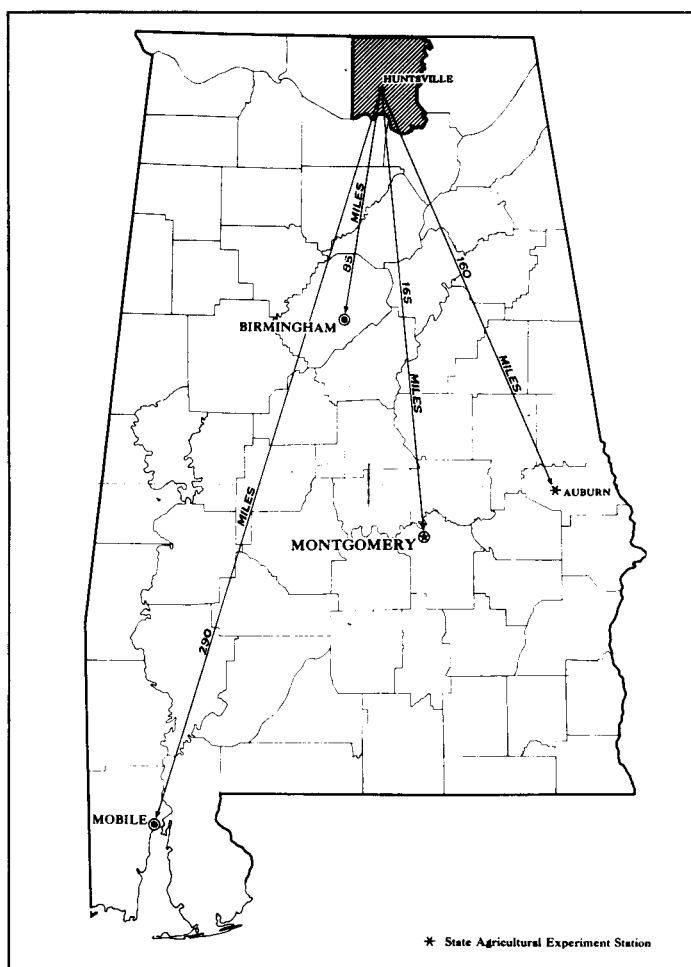 HUNTSVILLE
MILES
85
165
160
BIRMINGHAM
MILES
MILES
MILES
AUBURN
MONTGOMERY
290
MOBILE
* State Agricultural Experiment Station